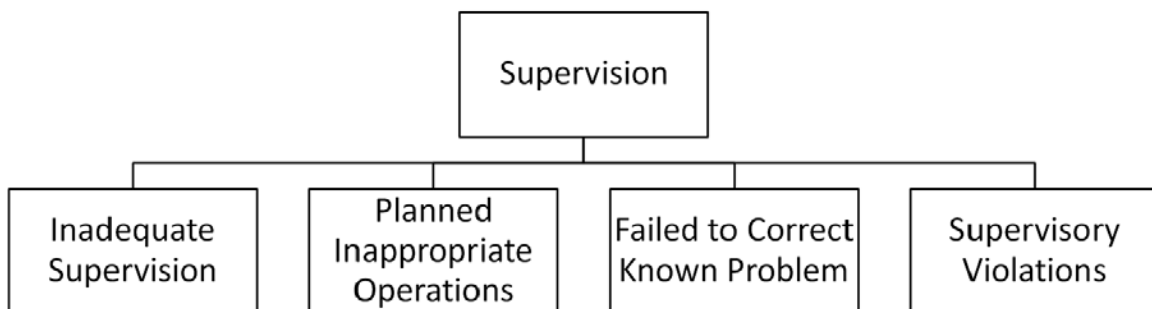 Supervision
Inadequate
Supervision
Planned
Inappropriate
Operations
Failed to Correct
Known Problem
Supervisory
Violations